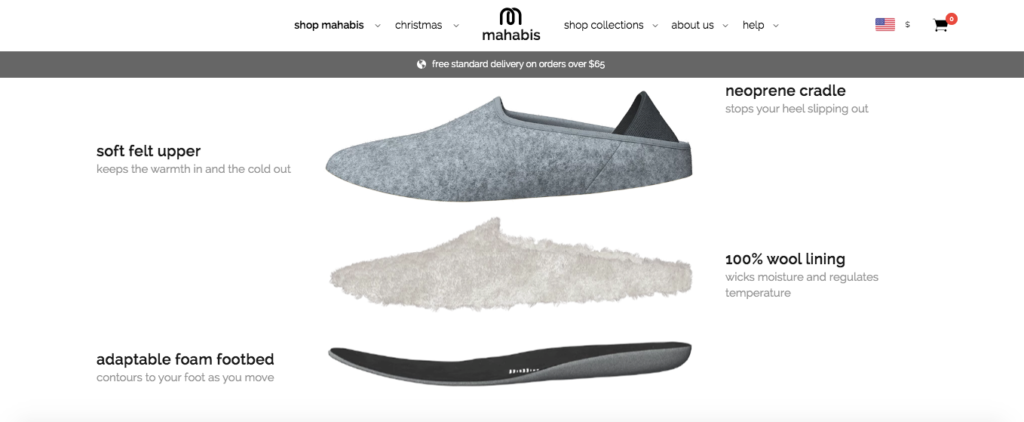 shop mahabis
christmas
mahabis
shop collections
about us
help
$
0
free standard delivery on orders over $65
neoprene cradle
stops your heel slipping out
soft felt upper
keeps the warmth in and the cold out
100% wool lining
wicks moisture and regulates
temperature
adaptable foam footbed
contours to your foot as you move